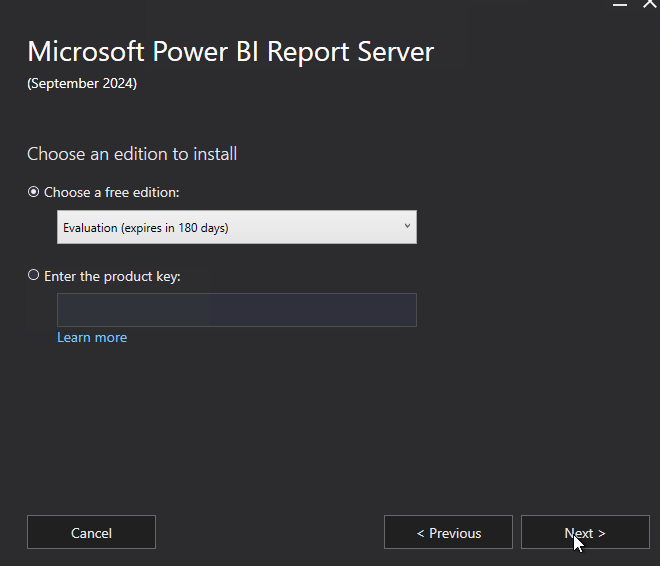 Microsoft Power BI Report Server
(September 2024)
Choose an edition to install
Choose a free edition:
Evaluation (expires in 180 days)
Enter the product key:
Learn more
Cancel
< Previous
Next >